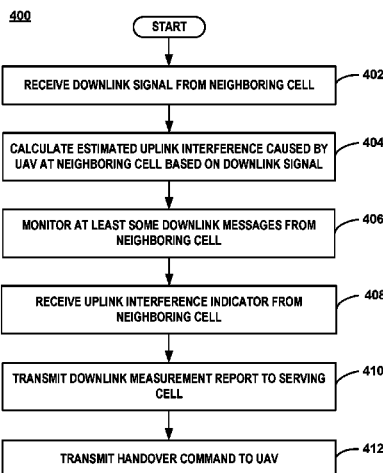 400
START
RECEIVE DOWNLINK SIGNAL FROM NEIGHBORING CELL
402
CALCULATE ESTIMATED UPLINK INTERFERENCE CAUSED BY
UAV AT NEIGHBORING CELL BASED ON DOWNLINK SIGNAL
404
MONITOR AT LEAST SOME DOWNLINK MESSAGES FROM
NEIGHBORING CELL
406
RECEIVE UPLINK INTERFERENCE INDICATOR FROM
NEIGHBORING CELL
408
TRANSMIT DOWNLINK MEASUREMENT REPORT TO SERVING
CELL
410
TRANSMIT HANDOVER COMMAND TO UAV
412